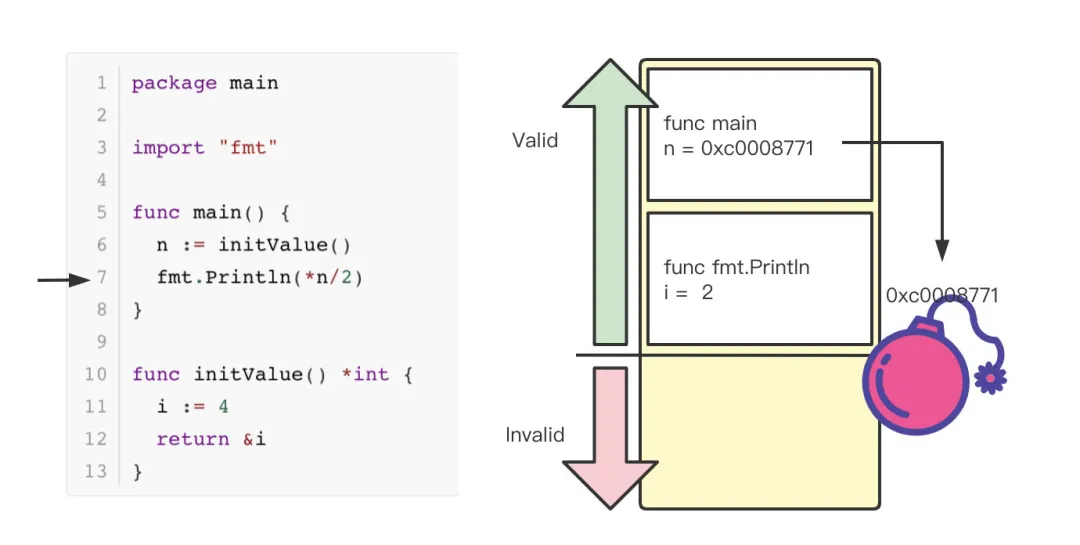 1 package main
2
3 import "fmt"
4
5 func main() {
6   n := initValue()
7   fmt.Println(*n/2)
8 }
9
10 func initValue() *int {
11   i := 4
12   return &i
13 }
Valid
Invalid
func main
n = 0xc0008771
func fmt.Println
i =  2
0xc0008771